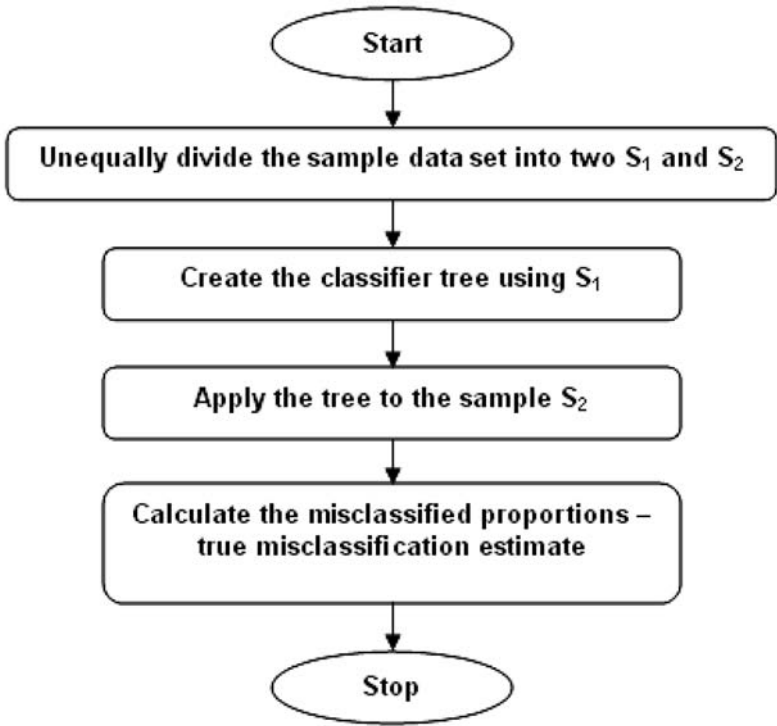 Start
Unequally divide the sample data set into two S₁ and S₂
Create the classifier tree using S₁
Apply the tree to the sample S₂
Calculate the misclassified proportions –
true misclassification estimate
Stop